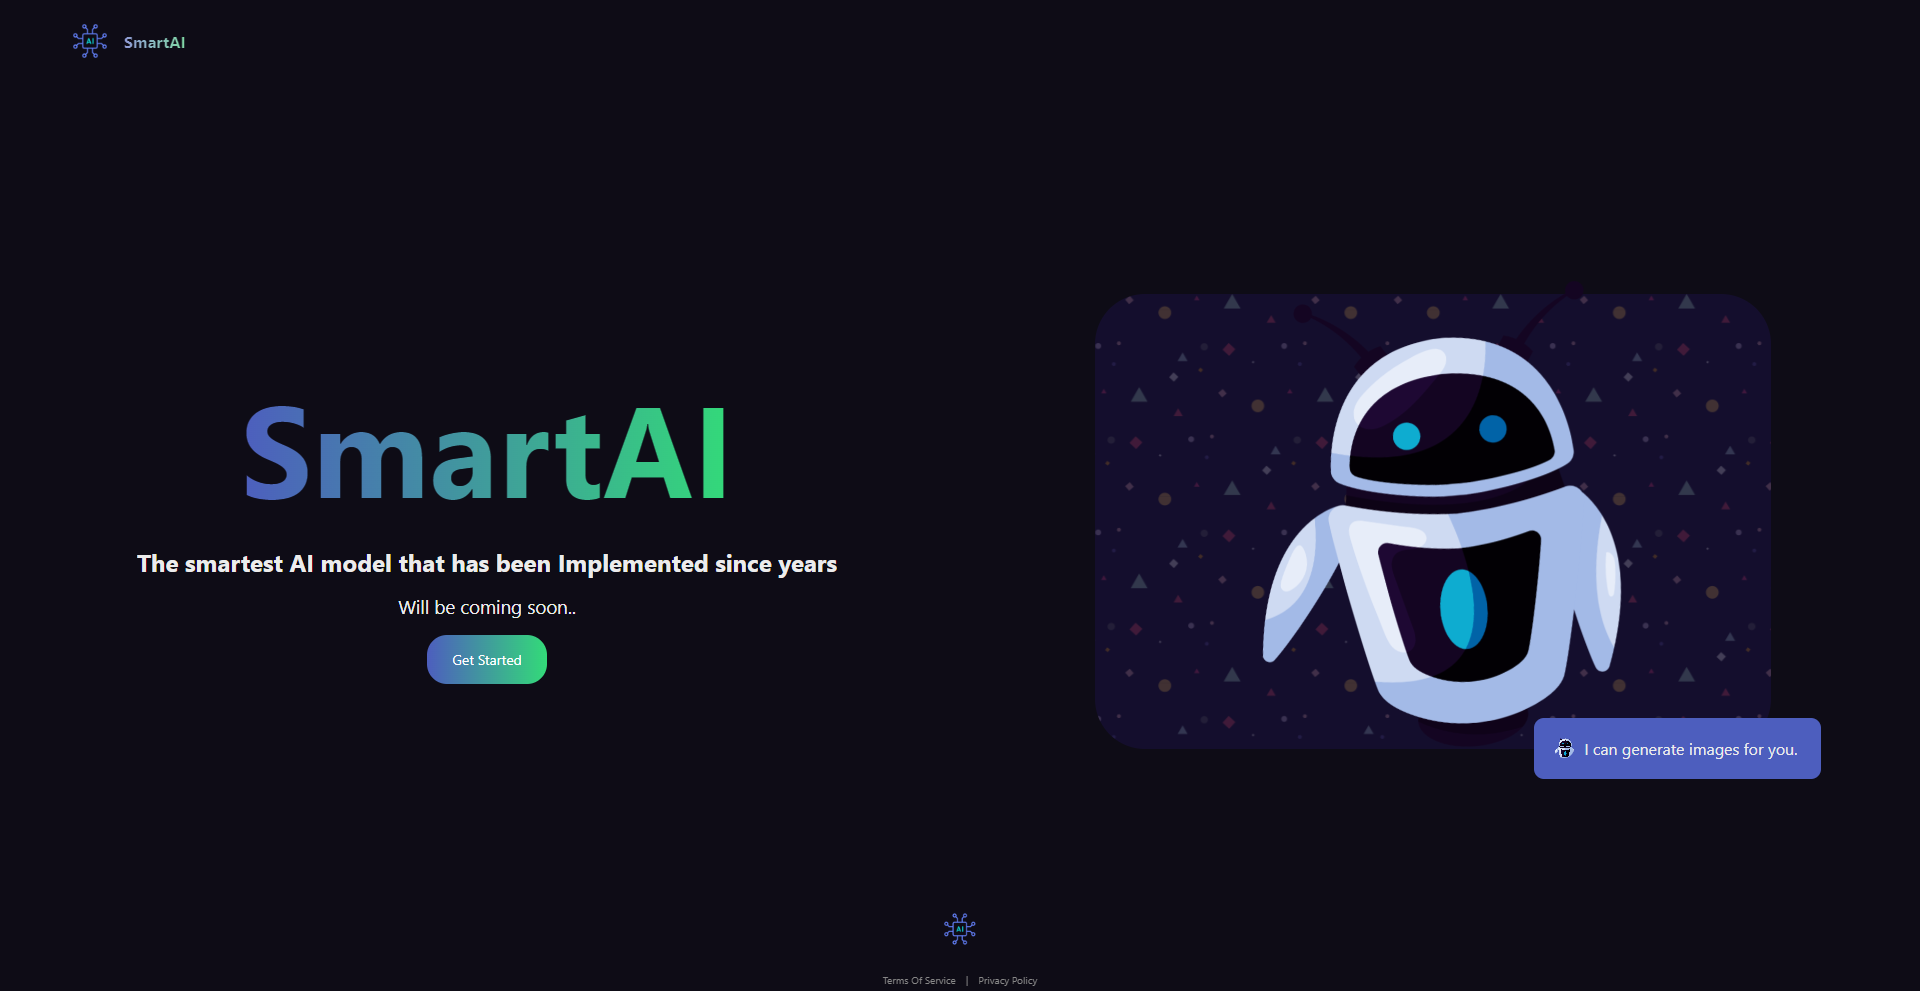 AI
SmartAI
SmartAI
The smartest AI model that has been Implemented since years
Will be coming soon..
Get Started
I can generate images for you.
AI
Terms Of Service | Privacy Policy